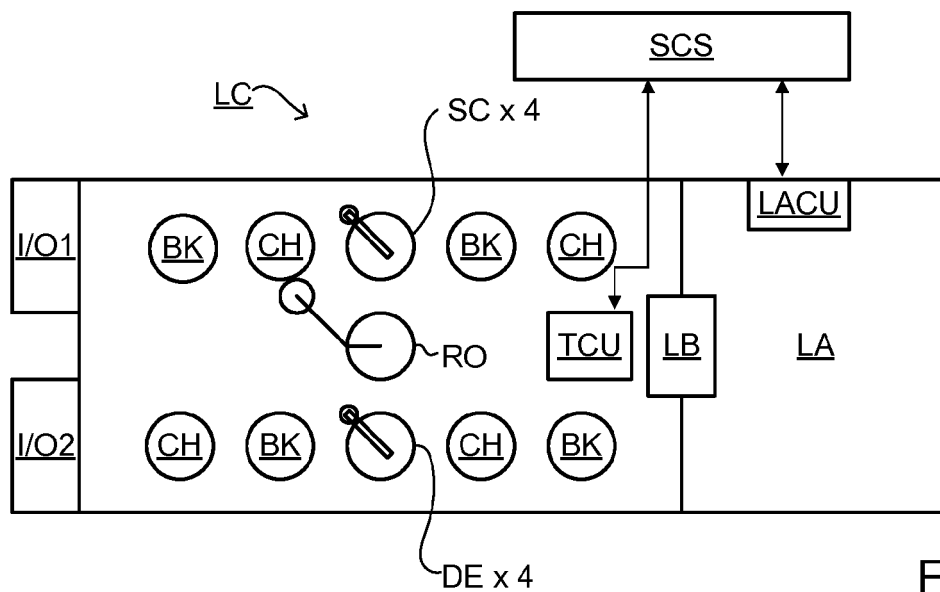 SCS
LC
SC x 4
LACU
I/O1
BK
CH
BK
CH
TCU
LB
LA
RO
I/O2
CH
BK
CH
BK
DE x 4
F